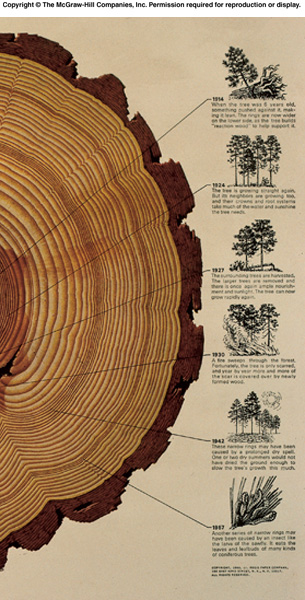 Copyright © The McGraw-Hill Companies, Inc. Permission required for reproduction or display.
1914
When the tree was 6 years old,
something pushed against it, mak-
ing it lean. The rings are now wider
on the lower side, as the tree builds
"reaction wood" to help support it.
1924
The tree is growing straight again.
But its neighbors are growing, too,
and their crowns and root systems
take much of the water and sunshine
the tree needs.
1927
The surrounding trees are harvested.
The larger trees are removed and
there is once again ample nourish-
ment and sunlight. The tree can now
grow rapidly again.
1930
A fire sweeps through the forest.
Fortunately, the tree is only scarred,
and year by year more and more of
the scar is covered over by newly
formed wood.
1942
These narrow rings may have been
caused by a prolonged dry spell.
One or two dry summers would not
have dried the ground enough to
slow the tree's growth this much.
1957
Another series of narrow rings may
have been caused by an insect like
the larva of the sawfly. It eats the
leaves and leafbuds of many kinds
of coniferous trees.
COPYRIGHT, PAPER COMPANY,
ALL RIGHTS RESERVED.